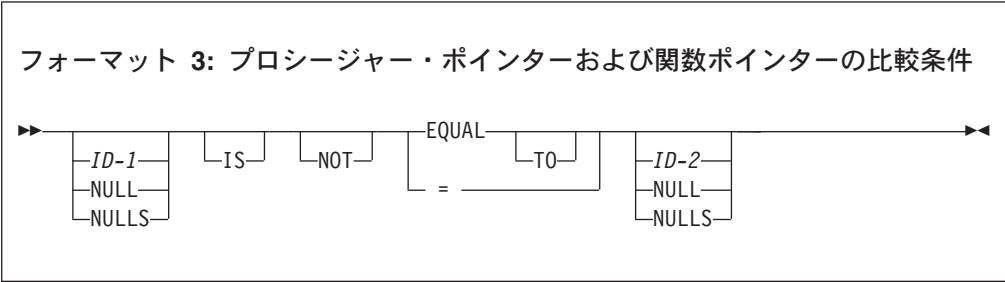 フォーマット 3: プロシージャー・ポインターおよび関数ポインターの比較条件
EQUAL
ID-1 IS NOT TO ID-2
NULL = NULL
NULLS NULLS